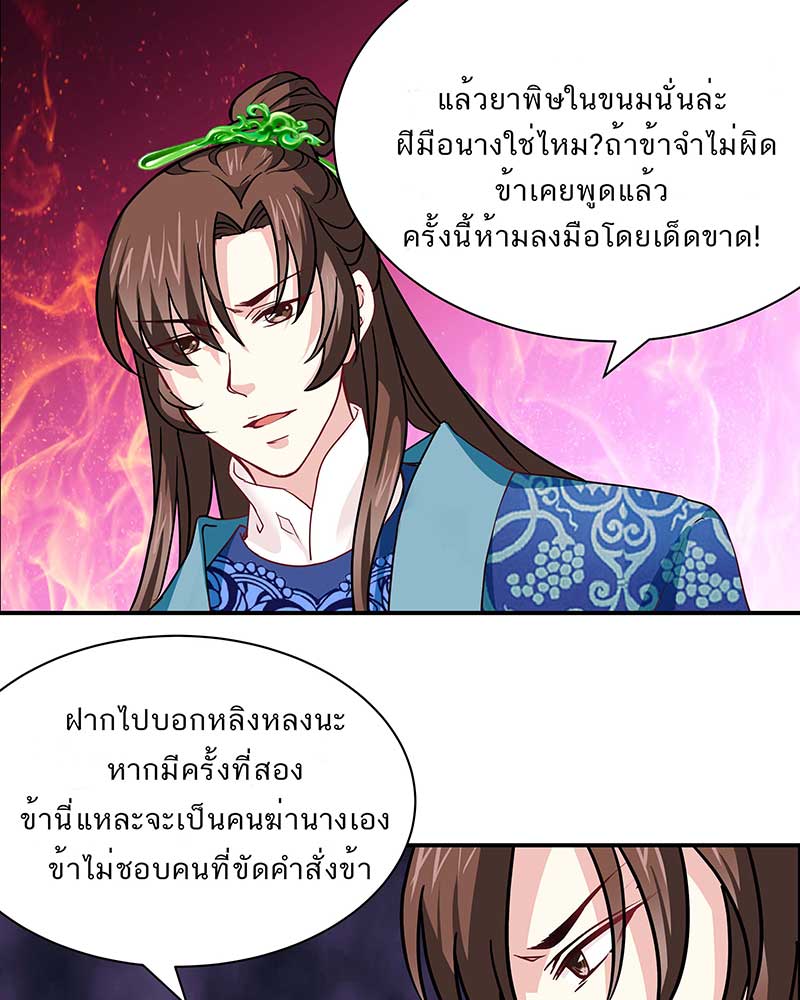 แล้วยาพิษในขนมนั่นล่ะ
ฝีมือนางใช่ไหม?ถ้าข้าจำไม่ผิด
ข้าเคยพูดแล้ว
ครั้งนี้ห้ามลงมือโดยเด็ดขาด!
ฝากไปบอกหลิงหลงนะ
หากมีครั้งที่สอง
ข้านี่แหละจะเป็นคนฆ่านางเอง
ข้าไม่ชอบคนที่ขัดคำสั่งข้า